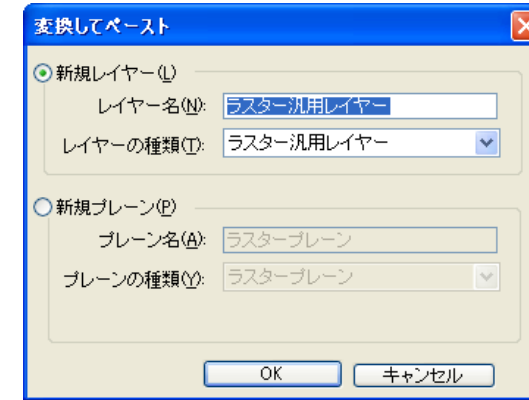 変換してペースト
新規レイヤー(L)
レイヤー名(N): ラスター汎用レイヤー
レイヤーの種類(T): ラスター汎用レイヤー
新規プレーン(P)
プレーン名(A): ラスタープレーン
プレーンの種類(Y): ラスタープレーン
OK キャンセル